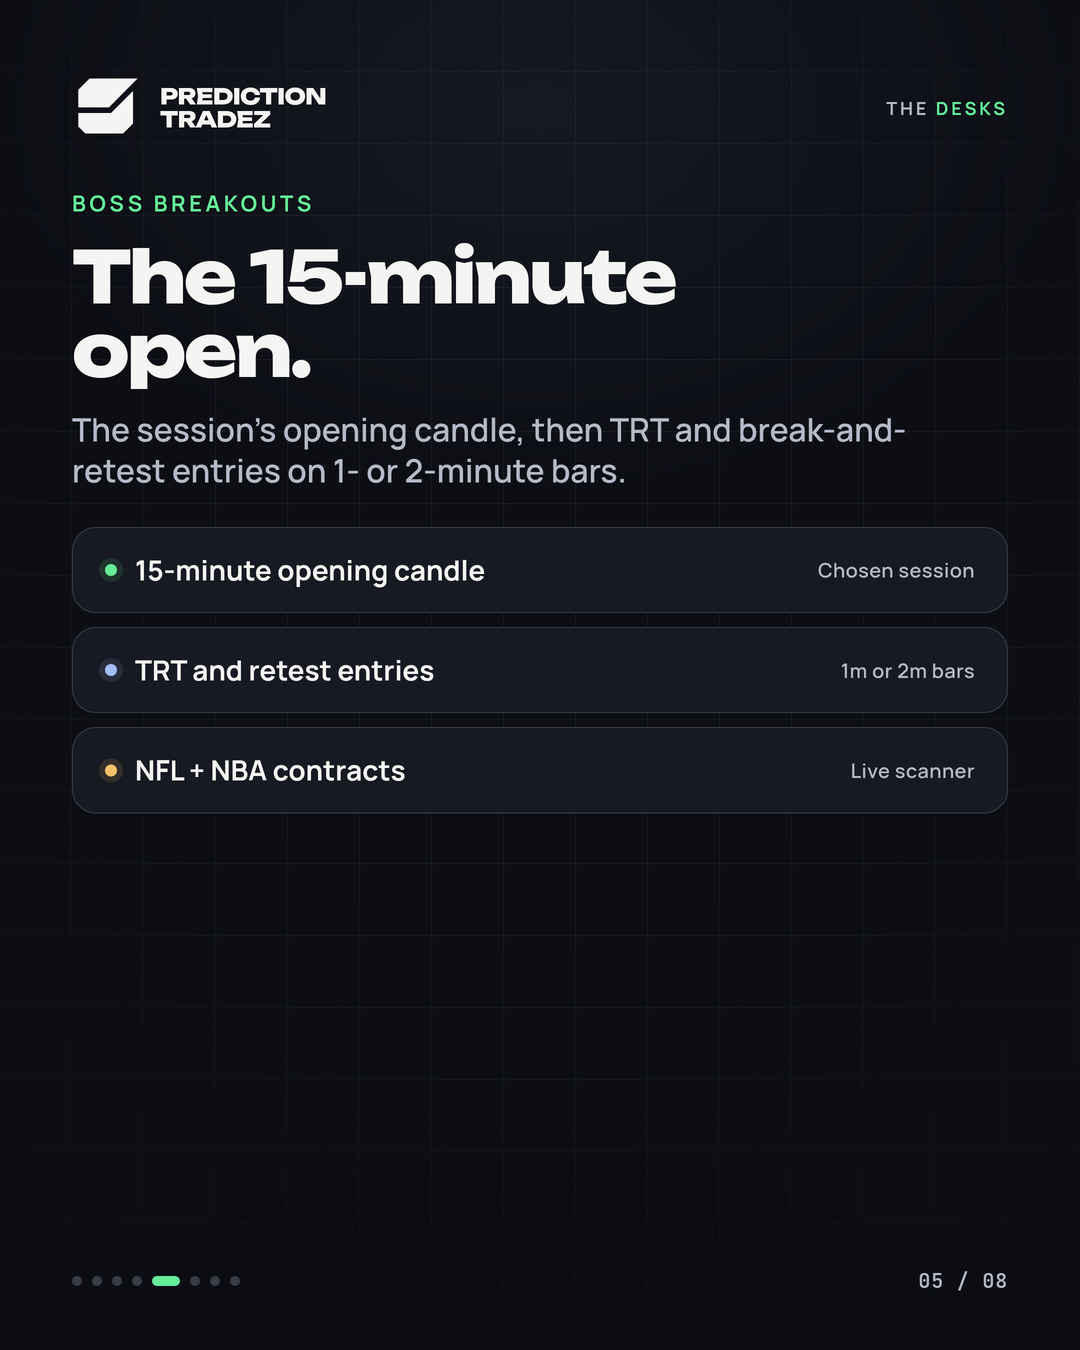 PREDICTION
TRADEZ
THE DESKS
BOSS BREAKOUTS
The 15-minute
open.
The session’s opening candle, then TRT and break-and-
retest entries on 1- or 2-minute bars.
15-minute opening candle
Chosen session
TRT and retest entries
1m or 2m bars
NFL + NBA contracts
Live scanner
05 / 08